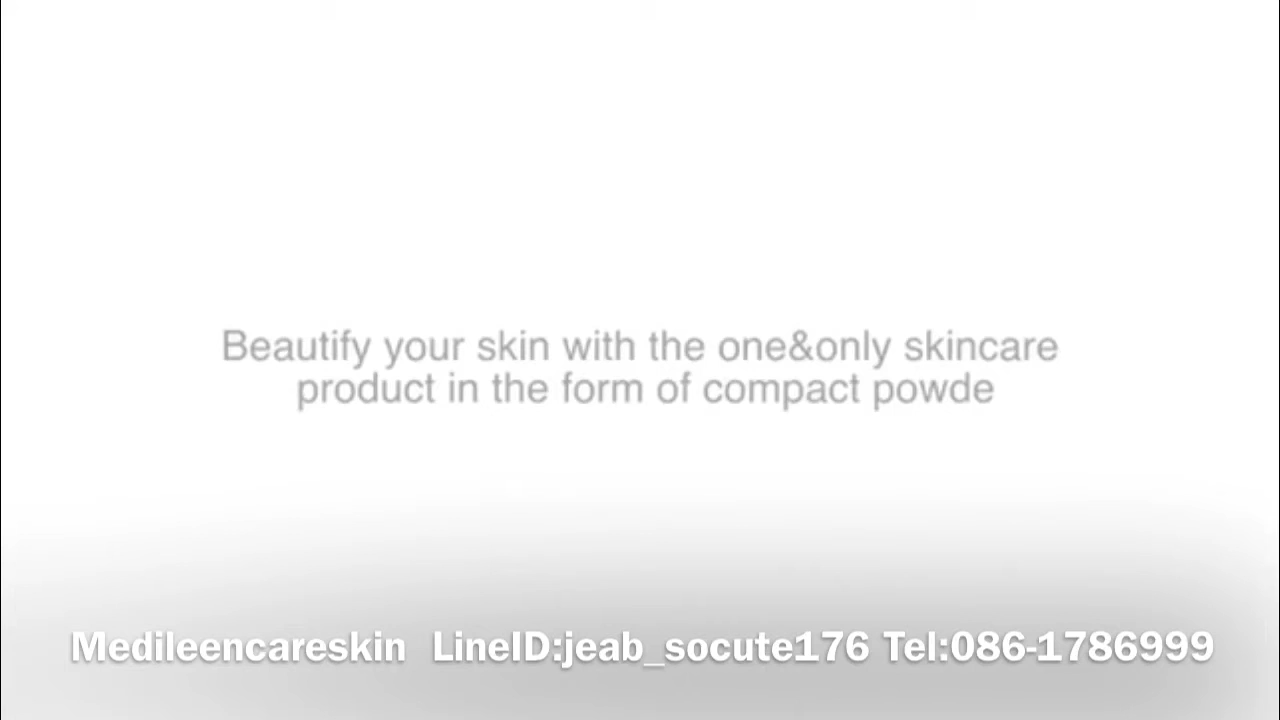 Beautify your skin with the one&only skincare
product in the form of compact powde
Medileencareskin LineID:jeab_socute176 Tel:086-1786999